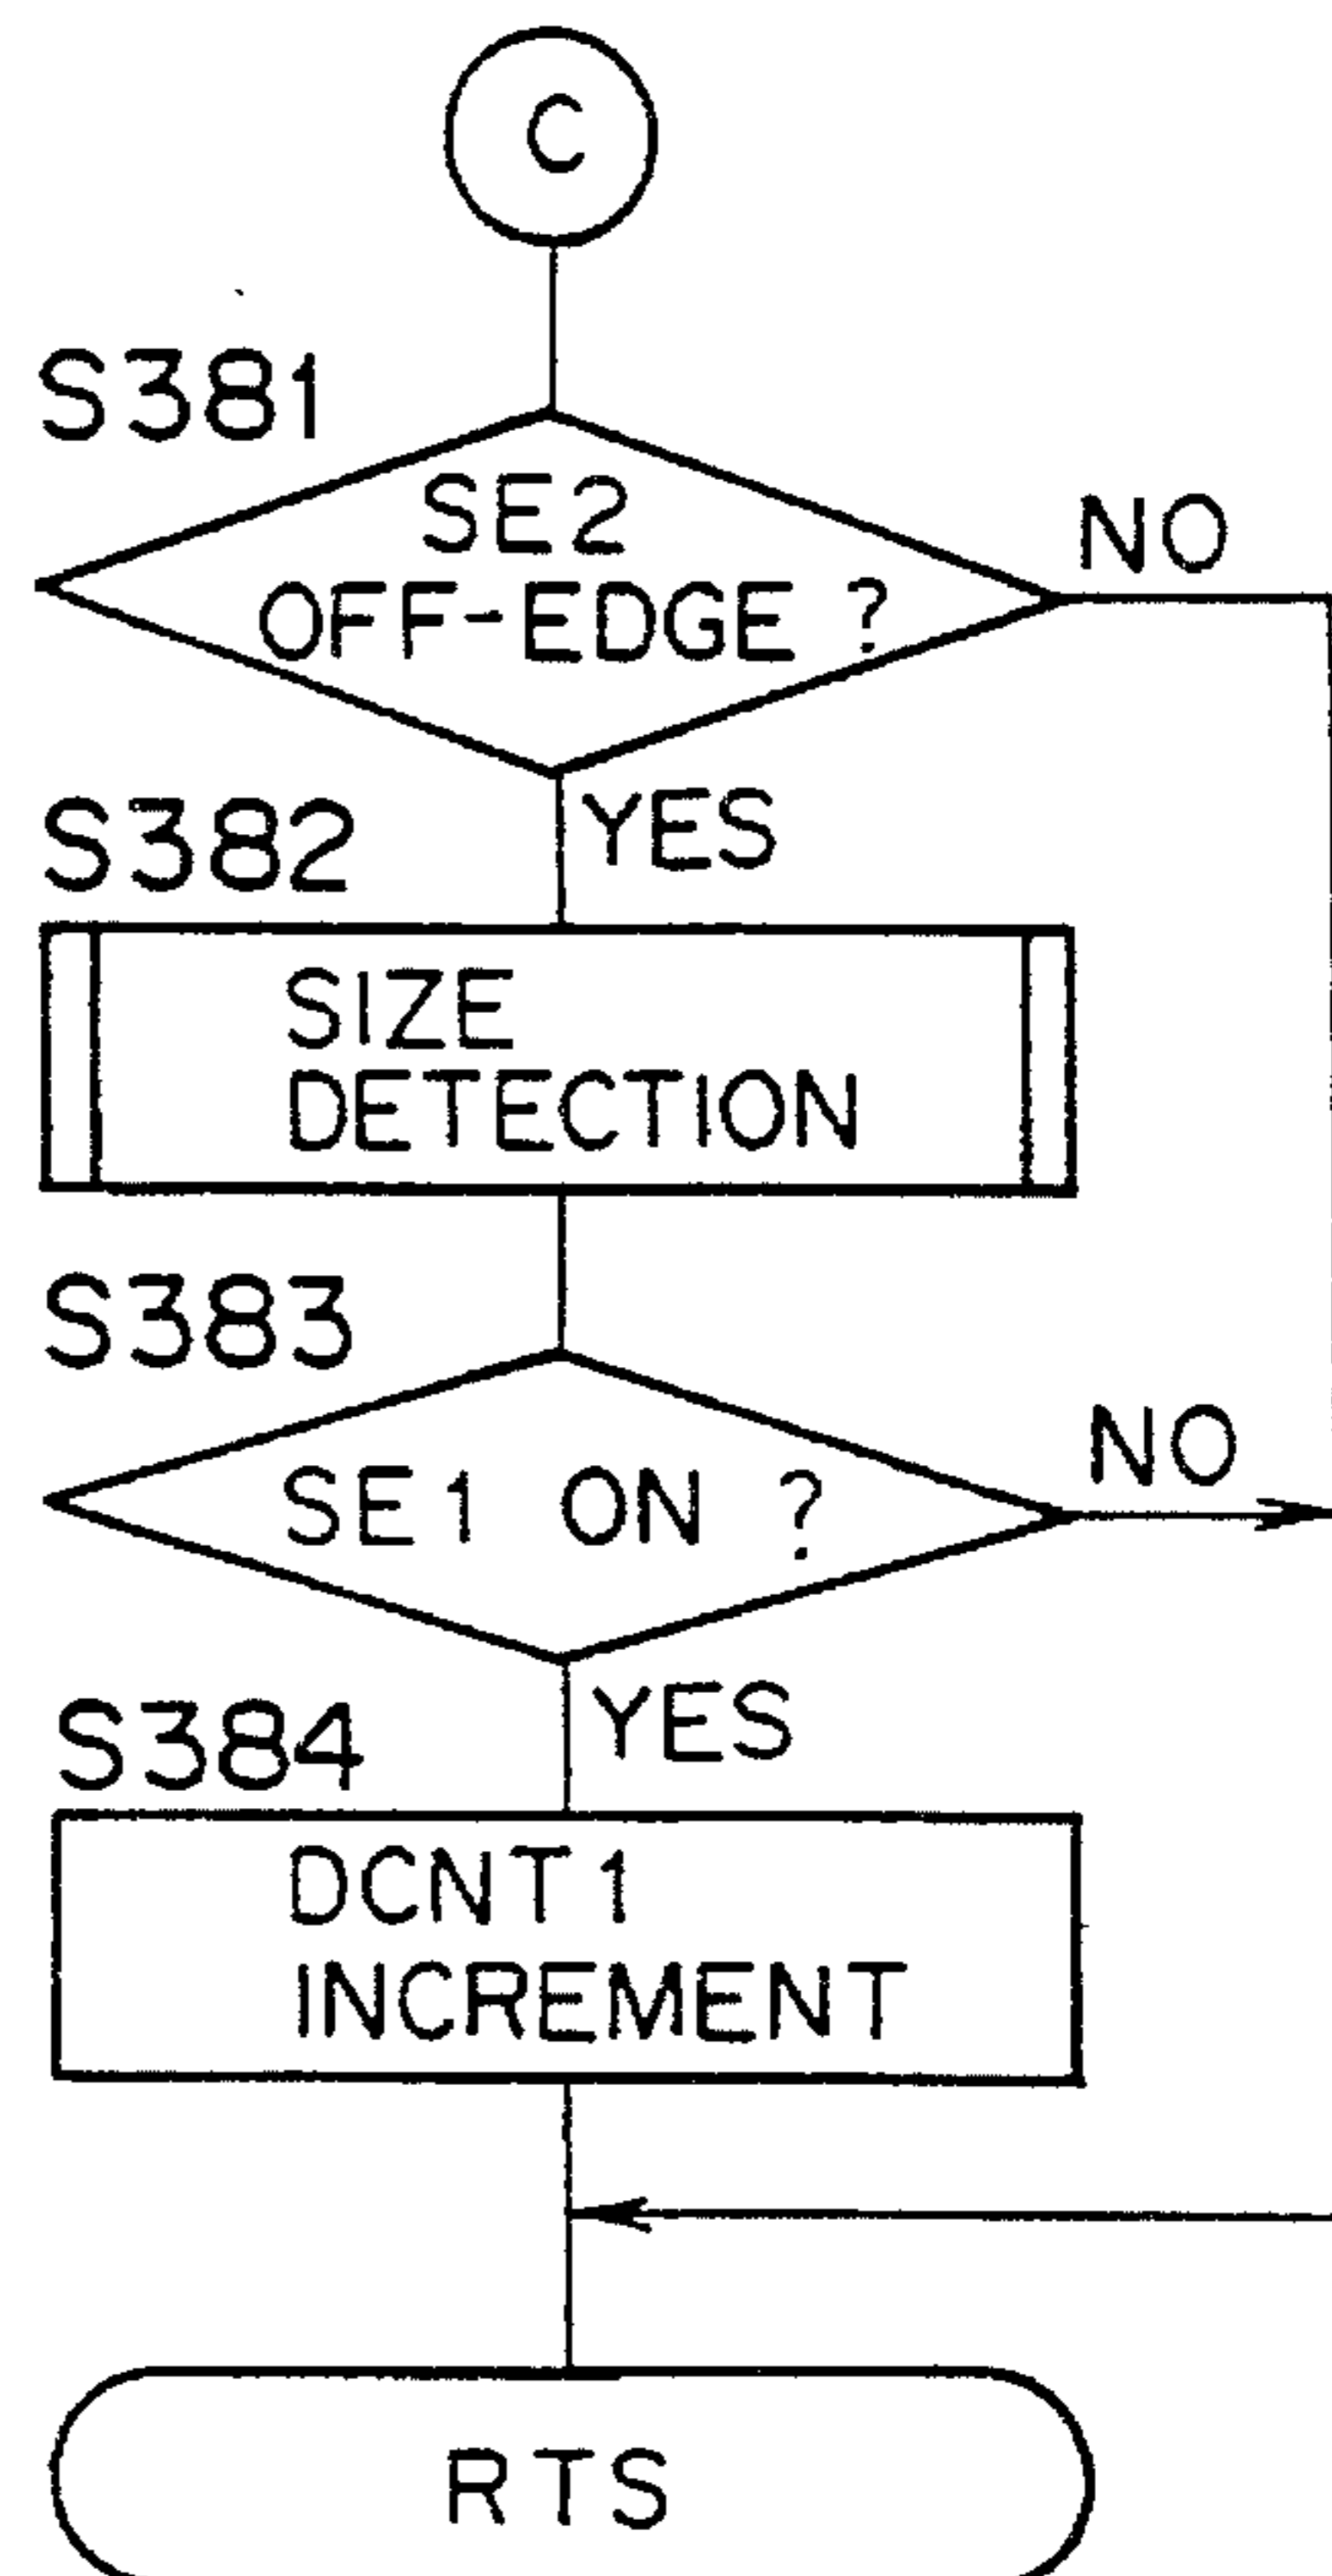 C
S381
SE2
OFF-EDGE ?
NO
YES
S382
SIZE
DETECTION
S383
SE1 ON ?
NO
YES
S384
DCNT1
INCREMENT
RTS